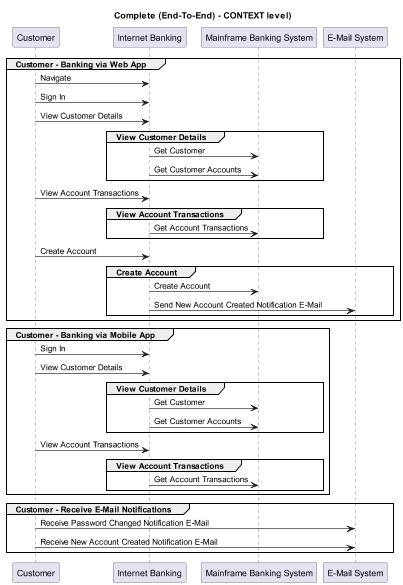 Complete (End-To-End) - CONTEXT level)
Customer Internet Banking Mainframe Banking System E-Mail System
Customer - Banking via Web App
Navigate
Sign In
View Customer Details
View Customer Details
Get Customer
Get Customer Accounts
View Account Transactions
View Account Transactions
Get Account Transactions
Create Account
Create Account
Create Account
Send New Account Created Notification E-Mail
Customer - Banking via Mobile App
Sign In
View Customer Details
View Customer Details
Get Customer
Get Customer Accounts
View Account Transactions
View Account Transactions
Get Account Transactions
Customer - Receive E-Mail Notifications
Receive Password Changed Notification E-Mail
Receive New Account Created Notification E-Mail
Customer Internet Banking Mainframe Banking System E-Mail System